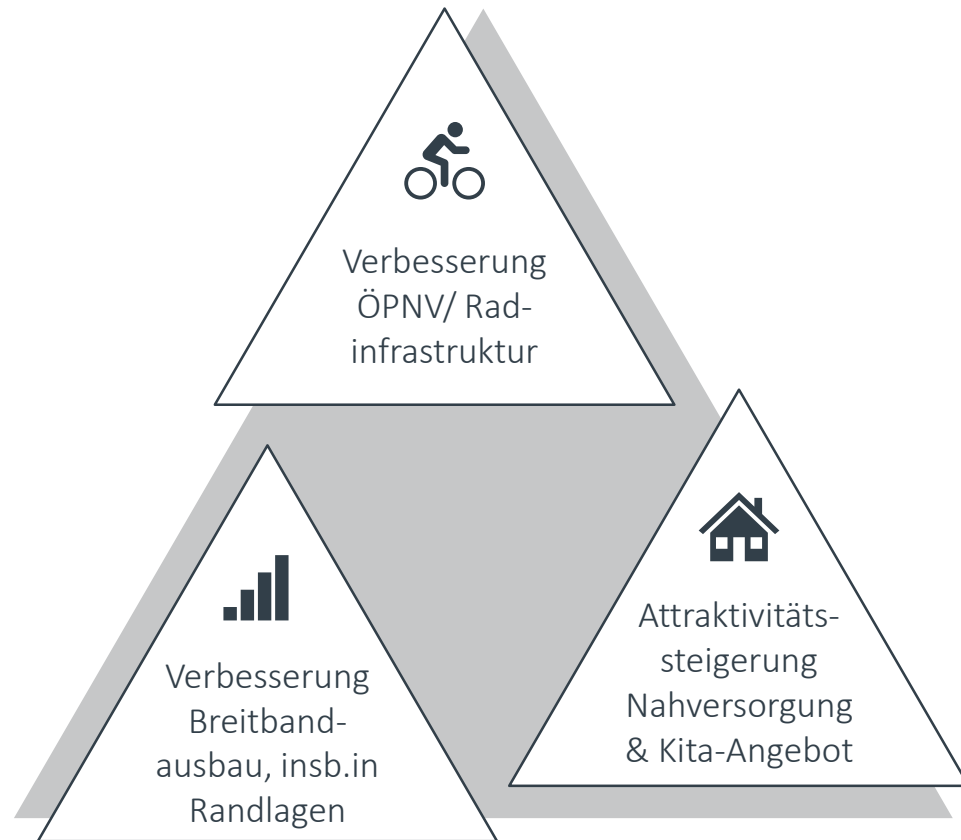 Verbesserung
ÖPNV/ Rad-
infrastruktur
Verbesserung
Breitband-
ausbau, insb.in
Randlagen
Attraktivitäts-
steigerung
Nahversorgung
& Kita-Angebot